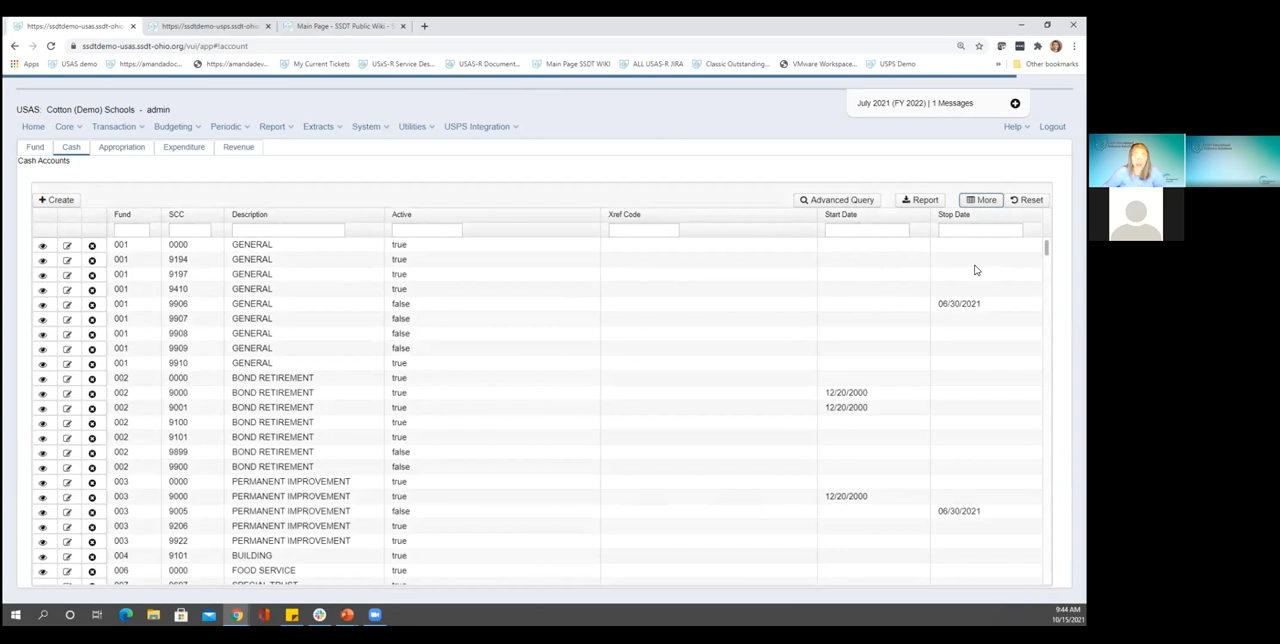 https://ssdtdemo-usas.ssdt-ohio.org/ https://ssdtdemo-usps.ssdt-ohio.org Main Page - SSDT Public Wiki - S
ssdtdemo-usas.ssdt-ohio.org/vui/app#!account
Apps USAS demo https://amandadoc... https://amandadev... My Current Tickets USxS-R Service Des... USAS-R Document... Main Page SSDT WIKI ALL USAS-R JIRA Classic Outstanding... VMware Workspace... USPS Demo » Other bookmarks
USAS: Cotton (Demo) Schools - admin
July 2021 (FY 2022) | 1 Messages
Home Core Transaction Budgeting Periodic Report Extracts System Utilities USPS Integration Help Logout
Fund Cash Appropriation Expenditure Revenue
Cash Accounts
Create Advanced Query Report More Reset
Fund SCC Description Active Xref Code Start Date Stop Date
001 0000 GENERAL true
001 9194 GENERAL true
001 9197 GENERAL true
001 9410 GENERAL true
001 9906 GENERAL false 06/30/2021
001 9907 GENERAL false
001 9908 GENERAL false
001 9909 GENERAL false
001 9910 GENERAL true
002 0000 BOND RETIREMENT true
002 9000 BOND RETIREMENT true 12/20/2000
002 9001 BOND RETIREMENT true 12/20/2000
002 9100 BOND RETIREMENT true
002 9101 BOND RETIREMENT true
002 9899 BOND RETIREMENT false
002 9900 BOND RETIREMENT false
003 0000 PERMANENT IMPROVEMENT true
003 9000 PERMANENT IMPROVEMENT true 12/20/2000
003 9005 PERMANENT IMPROVEMENT false 06/30/2021
003 9206 PERMANENT IMPROVEMENT true
003 9922 PERMANENT IMPROVEMENT true
004 9101 BUILDING true
006 0000 FOOD SERVICE true
9:44 AM
10/15/2021